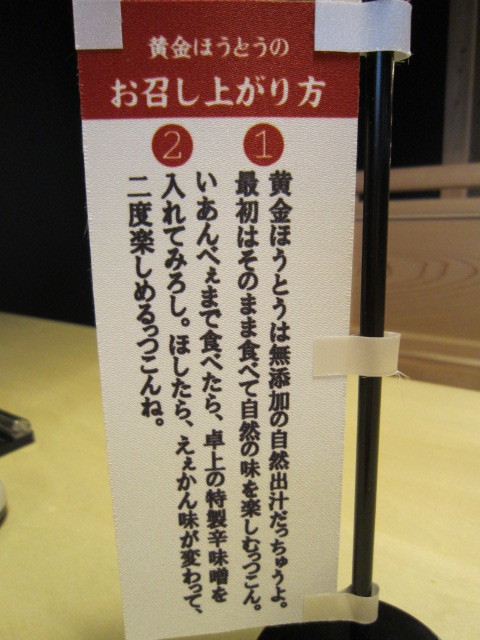 黄金ほうとうの
お召し上がり方
1
黄金ほうとうは無添加の自然出汁だっちゅうよ。
最初はそのまま食べて自然の味を楽しむっつこん。
2
いあんべぇまで食べたら、卓上の特製辛味噌を
入れてみろし。ほしたら、えぇかん味が変わって、
二度楽しめるっつこんね。